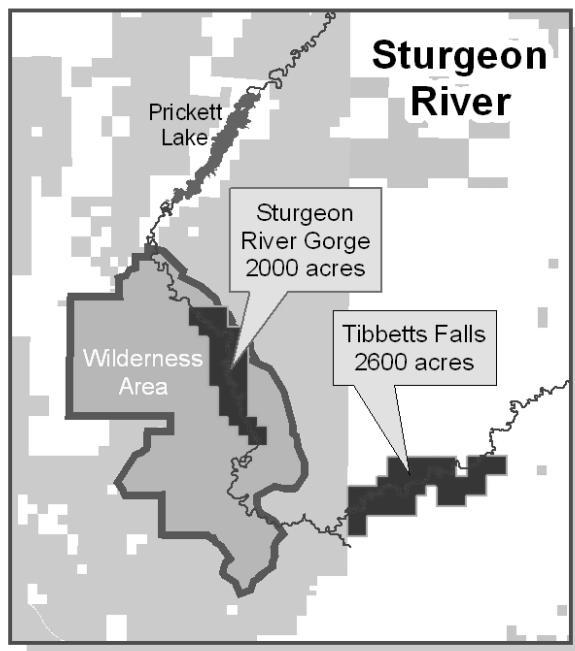 Sturgeon
River
Prickett
Lake
Sturgeon
River Gorge
2000 acres
Tibbetts Falls
2600 acres
Wilderness
Area